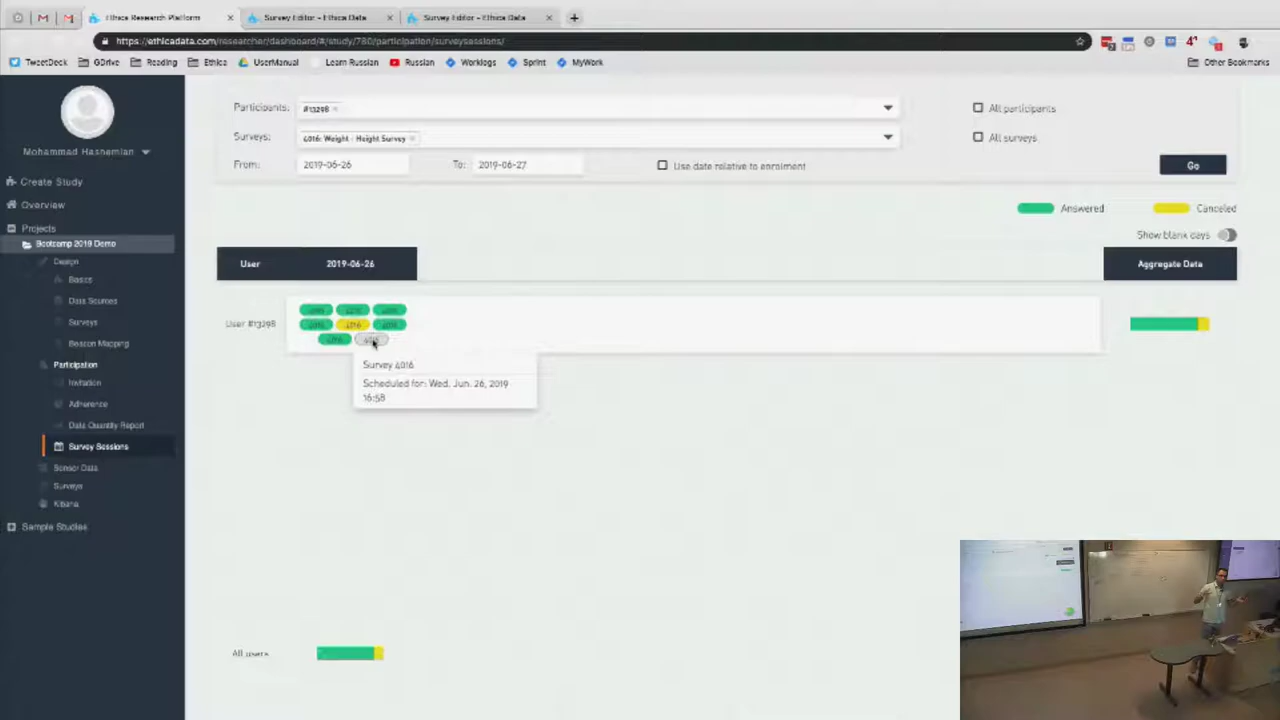 Ethica Research Platform
Survey Editor - Ethica Data
Survey Editor - Ethica Data
https://ethicadata.com/researcher/dashboard/#/study/780/participation/surveysessions/
TweetDeck GDrive Reading Ethica UserManual Learn Russian Russian Worklogs Sprint MyWork Other Bookmarks
Participants: #13298 All participants
Surveys: 4016: Weight - Height Survey All surveys
From: 2019-06-26 To: 2019-06-27 Use date relative to enrolment Go
Answered Canceled
Show blank days
User 2019-06-26 Aggregate Data
User #13298
4016
Survey 4016
Scheduled for: Wed. Jun. 26, 2019
16:58
All users
Mohammad Hashemian
Create Study
Overview
Projects
Bootcamp 2019 Demo
Design
Basics
Data Sources
Surveys
Beacon Mapping
Participation
Invitation
Adherence
Data Quantity Report
Survey Sessions
Sensor Data
Surveys
Kibana
Sample Studies